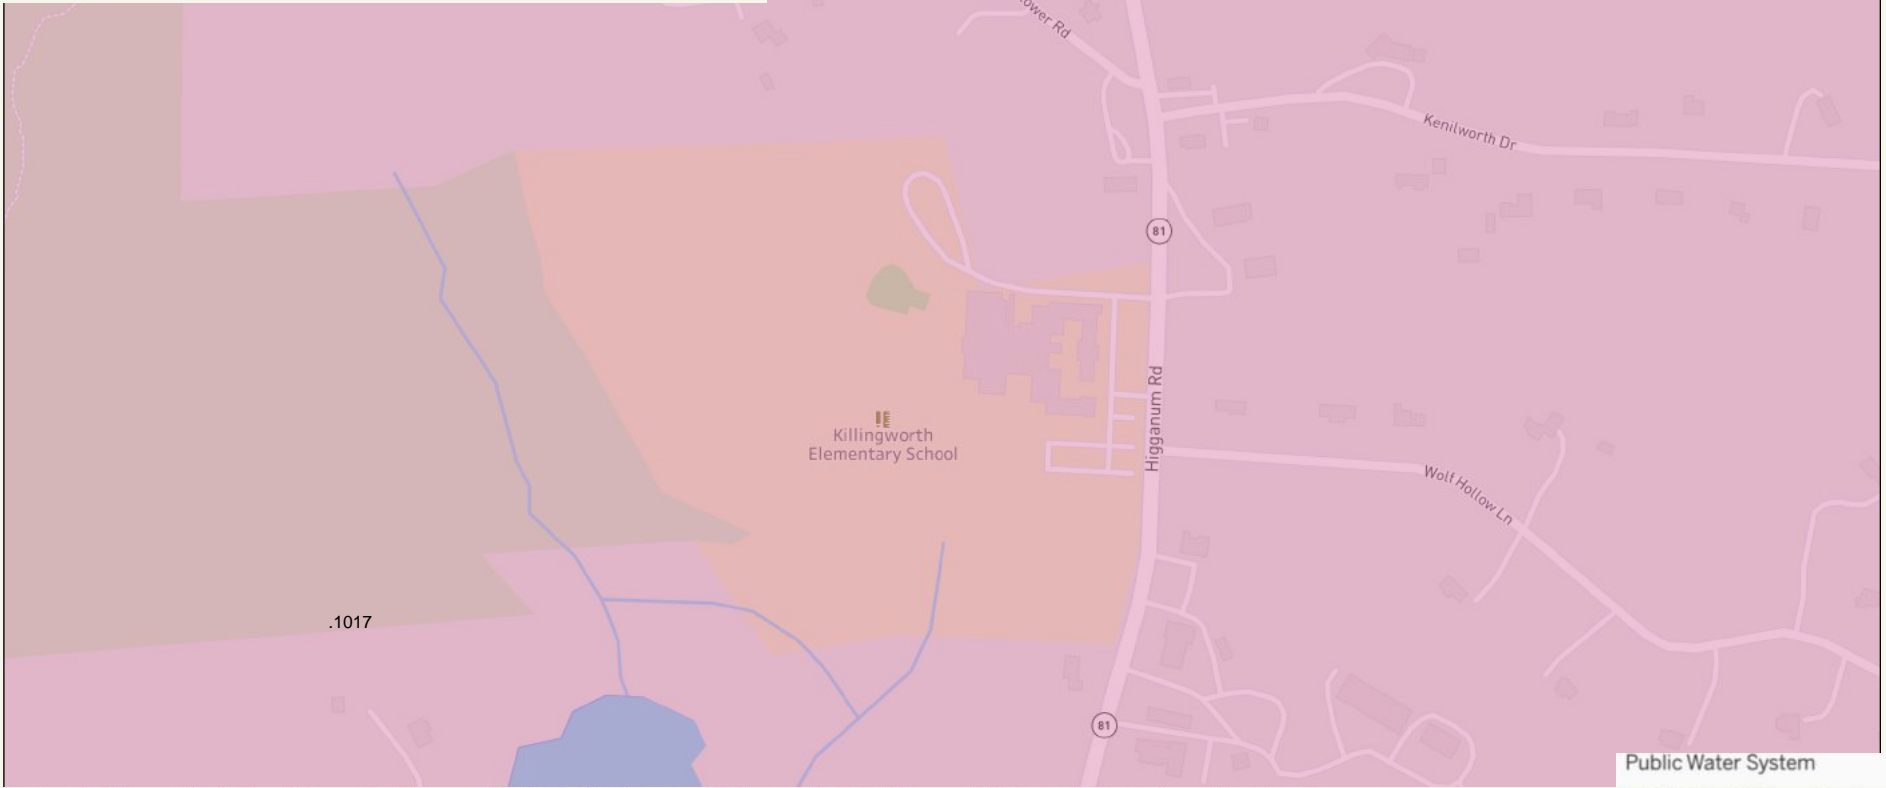 ower Rd
Kenilworth Dr
81
Higganum Rd
Killingworth
Elementary School
Wolf Hollow Ln
.1017
81
Public Water System